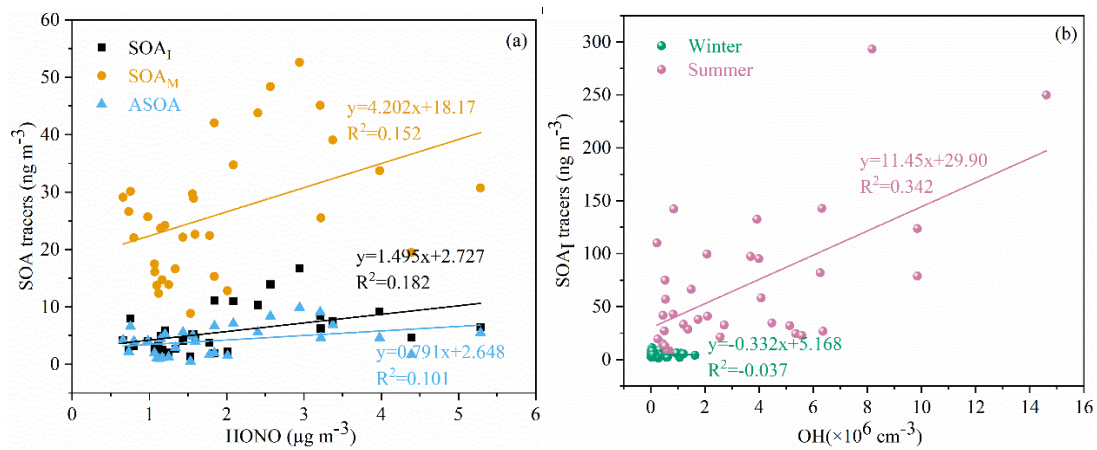 (a)
SOA_I
SOA_M
ASOA
y=4.202x+18.17
R²=0.152
y=1.495x+2.727
R²=0.182
y=0.791x+2.648
R²=0.101
SOA tracers (ng m⁻³)
60
50
40
30
20
10
0
0 1 2 3 4 5 6
HONO (μg m⁻³)
(b)
Winter
Summer
y=11.45x+29.90
R²=0.342
y=-0.332x+5.168
R²=-0.037
SOA_I tracers (ng m⁻³)
300
250
200
150
100
50
0
0 2 4 6 8 10 12 14 16
OH(×10⁶ cm⁻³)